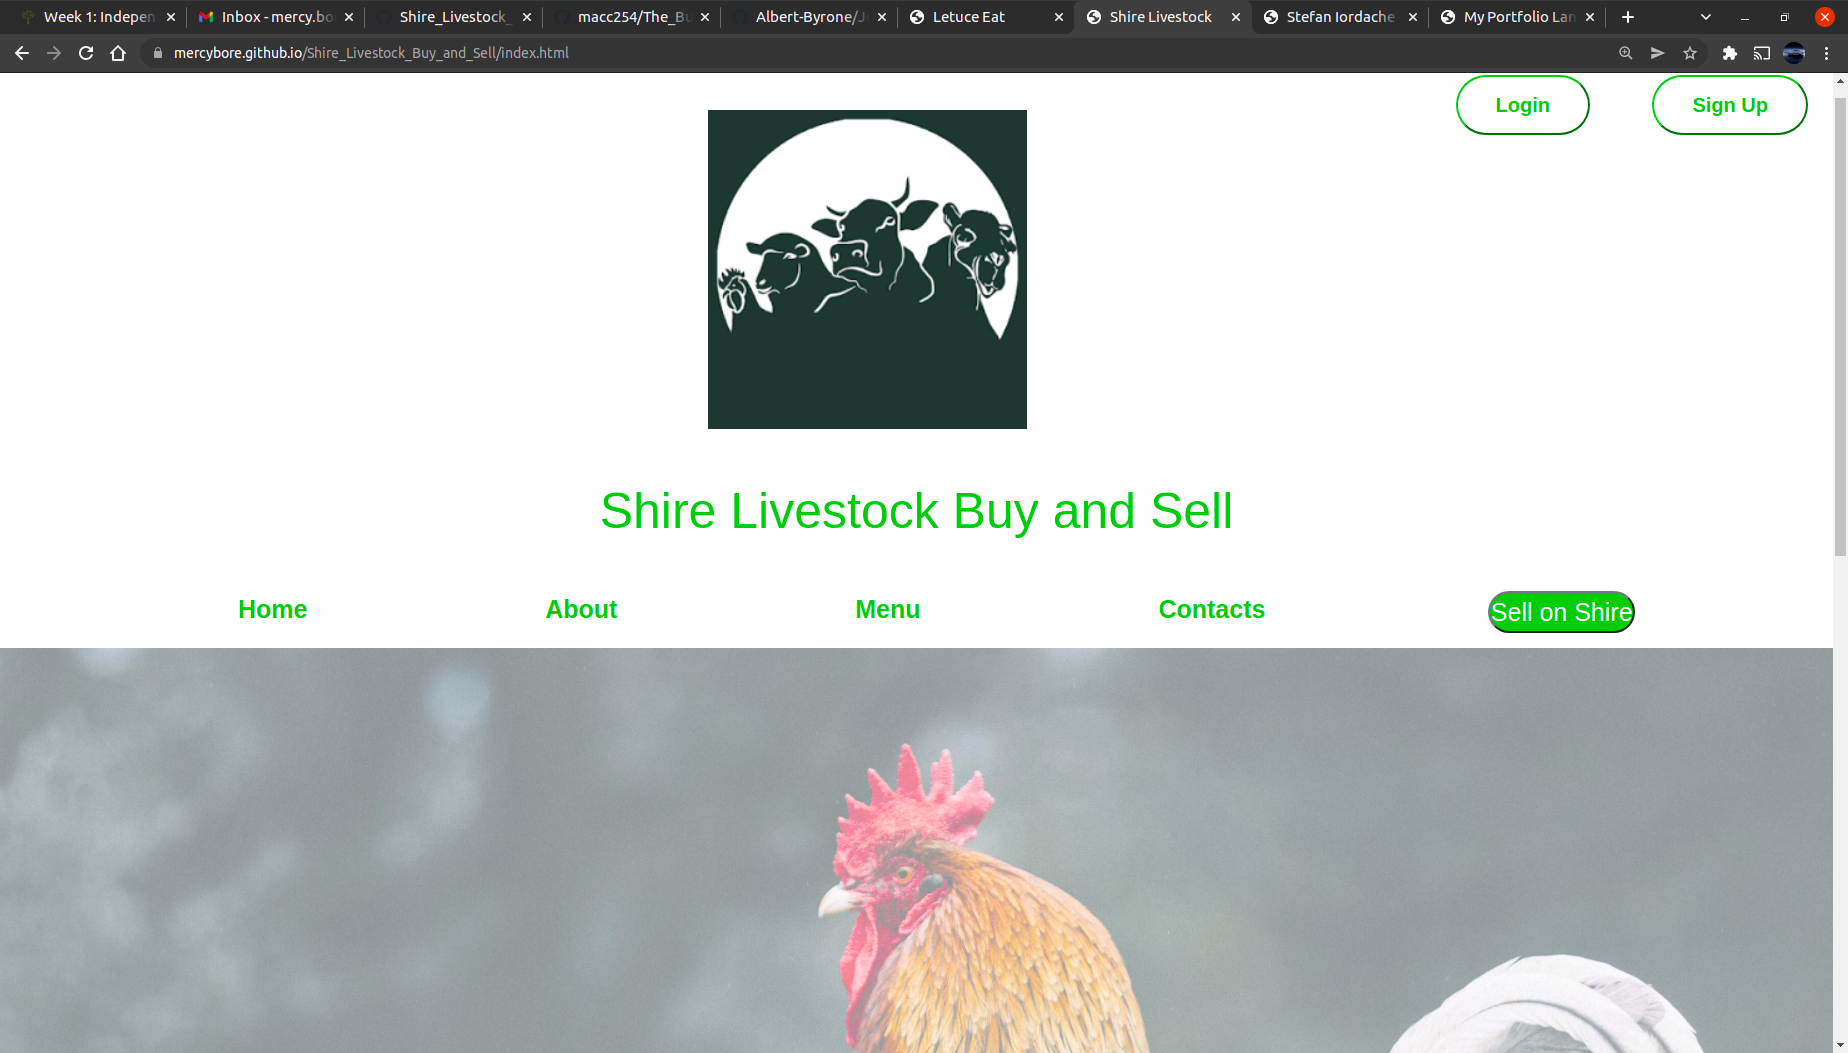 Week 1: Indepen
Inbox - mercy.bo
Shire_Livestock_
macc254/The_Bu
Albert-Byrone/J
Letuce Eat
Shire Livestock
Stefan Iordache
My Portfolio Lan
mercybore.github.io/Shire_Livestock_Buy_and_Sell/index.html
Login
Sign Up
Shire Livestock Buy and Sell
Home
About
Menu
Contacts
Sell on Shire